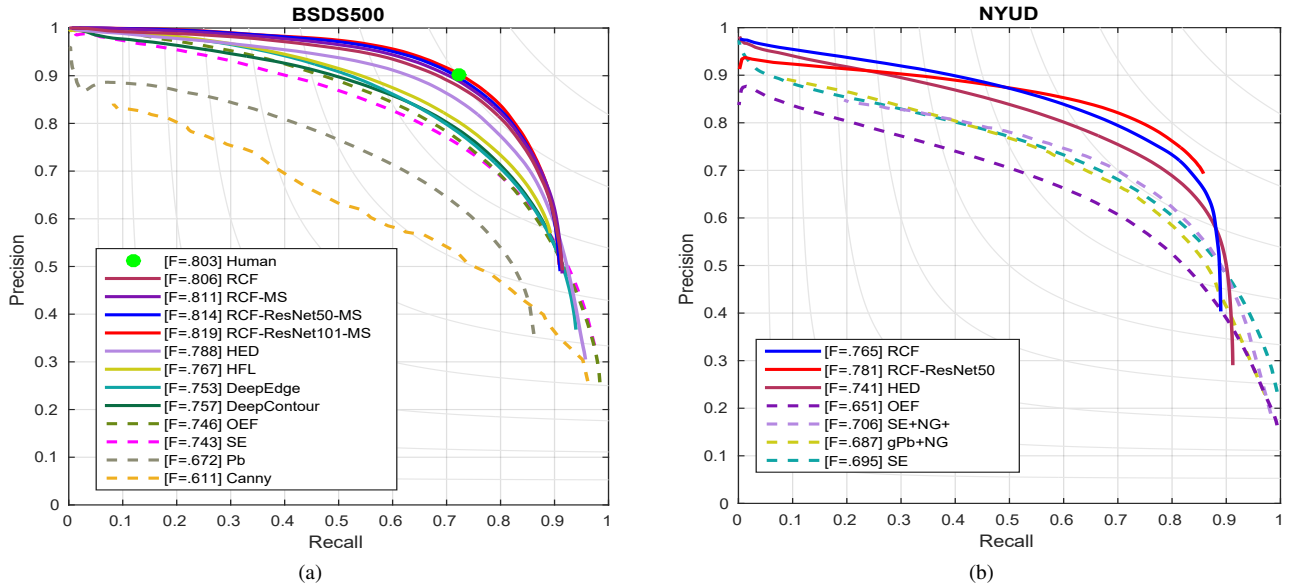 BSDS500
1
0.9
0.8
0.7
0.6
0.5
0.4
0.3
0.2
0.1
0
Precision
[F=.803] Human
[F=.806] RCF
[F=.811] RCF-MS
[F=.814] RCF-ResNet50-MS
[F=.819] RCF-ResNet101-MS
[F=.788] HED
[F=.767] HFL
[F=.753] DeepEdge
[F=.757] DeepContour
[F=.746] OEF
[F=.743] SE
[F=.672] Pb
[F=.611] Canny
0 0.1 0.2 0.3 0.4 0.5 0.6 0.7 0.8 0.9 1
Recall
(a)
NYUD
1
0.9
0.8
0.7
0.6
0.5
0.4
0.3
0.2
0.1
0
Precision
[F=.765] RCF
[F=.781] RCF-ResNet50
[F=.741] HED
[F=.651] OEF
[F=.706] SE+NG+
[F=.687] gPb+NG
[F=.695] SE
0 0.1 0.2 0.3 0.4 0.5 0.6 0.7 0.8 0.9 1
Recall
(b)